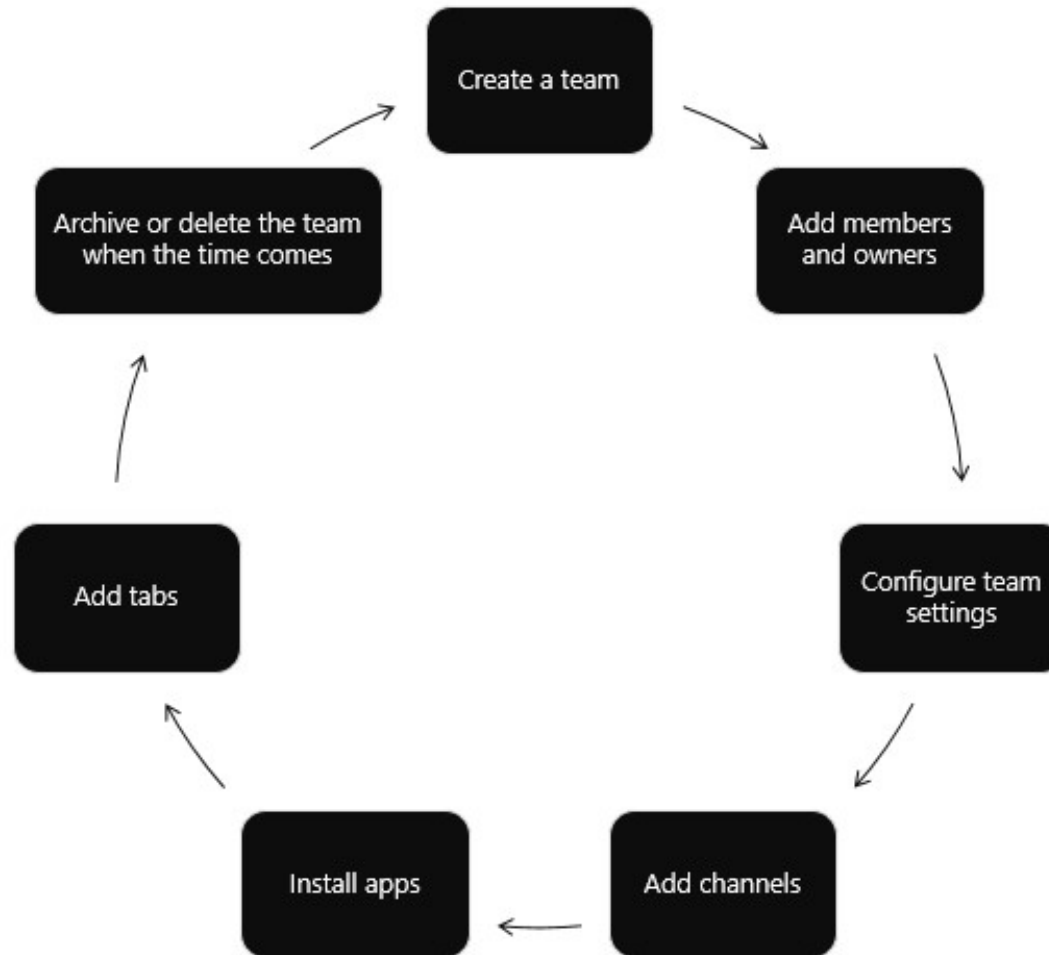 Create a team
Add members
and owners
Configure team
settings
Add channels
Install apps
Add tabs
Archive or delete the team
when the time comes